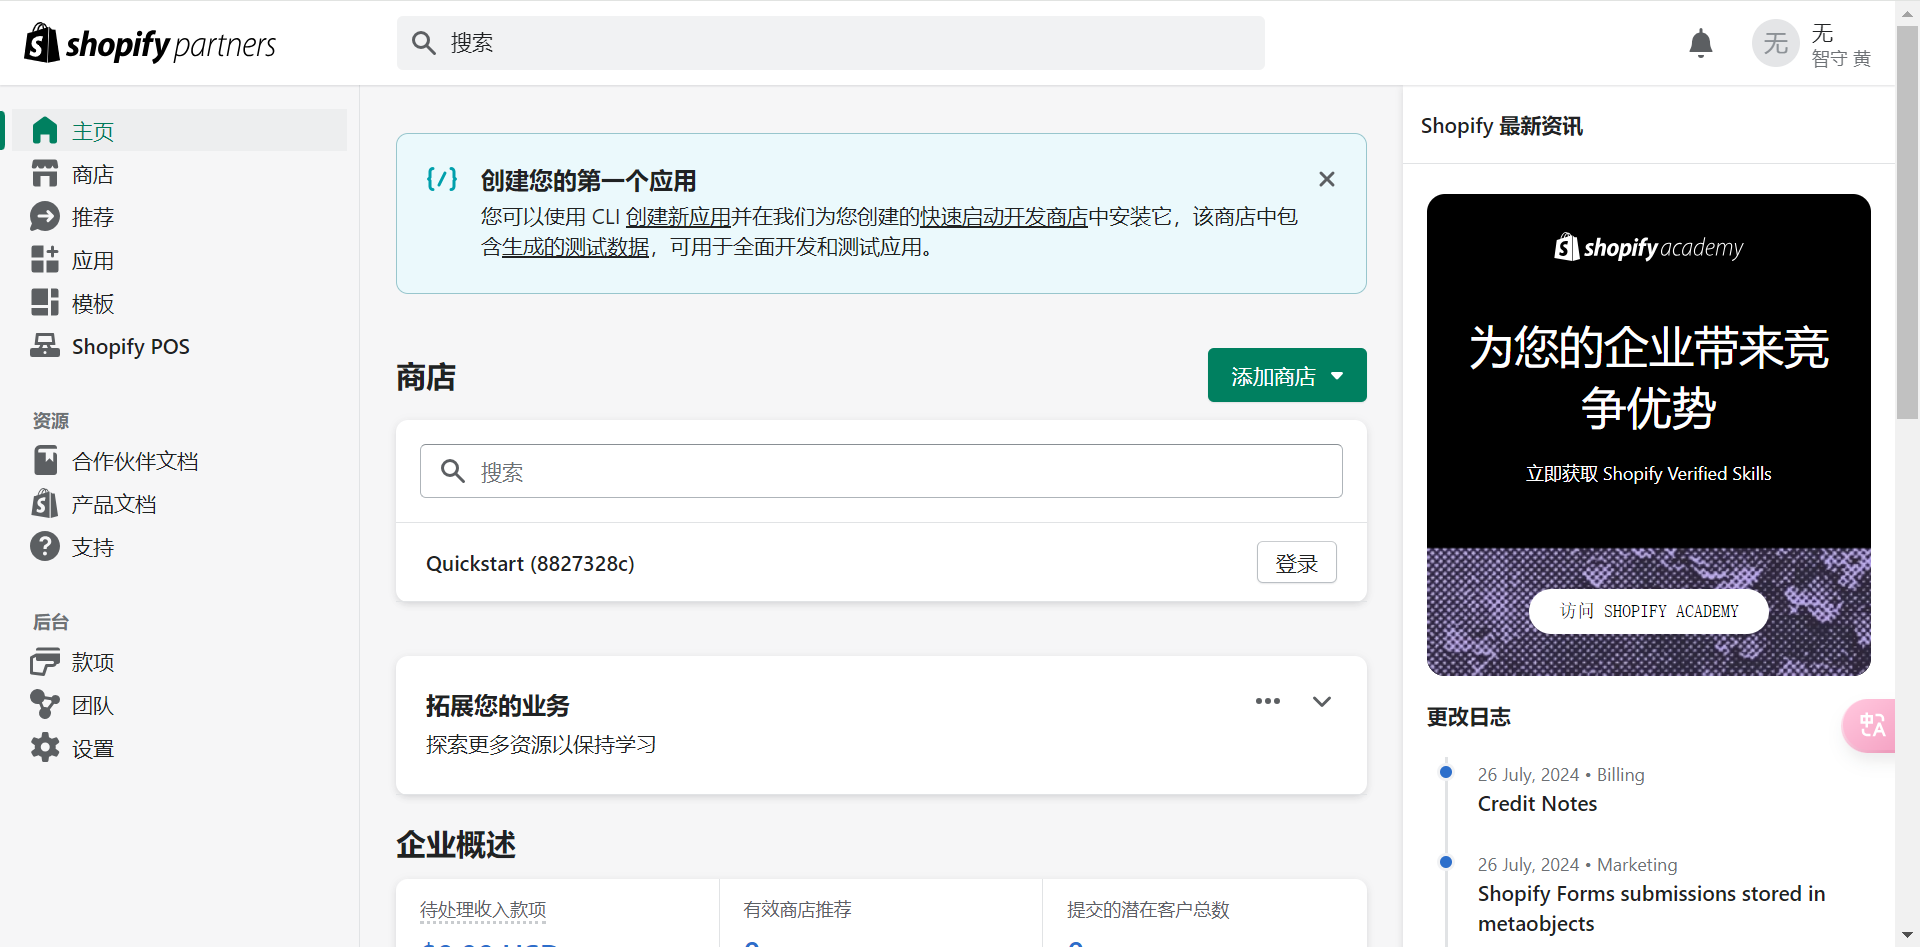 shopify partners
搜索
无
无
智守 黄
主页
商店
推荐
应用
模板
Shopify POS
资源
合作伙伴文档
产品文档
支持
后台
款项
团队
设置
创建您的第一个应用
您可以使用 CLI 创建新应用并在我们为您创建的快速启动开发商店中安装它，该商店中包
含生成的测试数据，可用于全面开发和测试应用。
商店
添加商店
搜索
Quickstart (8827328c)
登录
拓展您的业务
探索更多资源以保持学习
企业概述
待处理收入款项
有效商店推荐
提交的潜在客户总数
Shopify 最新资讯
shopify academy
为您的企业带来竞
争优势
立即获取 Shopify Verified Skills
访问 SHOPIFY ACADEMY
更改日志
26 July, 2024 • Billing
Credit Notes
26 July, 2024 • Marketing
Shopify Forms submissions stored in
metaobjects